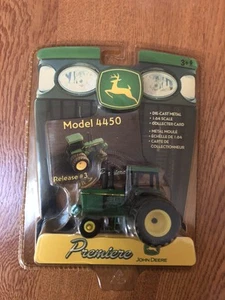 Model 4450
• DIE-CAST METAL
• 1:64 SCALE
• COLLECTOR CARD
• METAL MOULÉ
• ÉCHELLE DE 1:64
• CARTE DE
COLLECTIONNEUR
Release #3
Premiere
JOHN DEERE